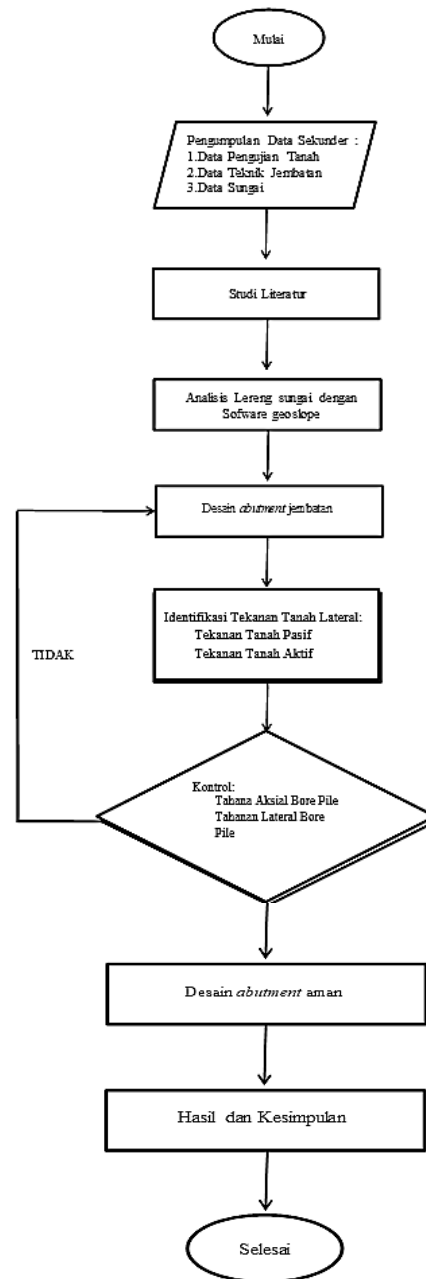 Mulai
Pengumpulan Data Sekunder :
1.Data Pengujian Tanah
2.Data Teknik Jembatan
3.Data Sungai
Studi Literatur
Analisis Lereng sungai dengan
Sofware geoslope
Desain abutment jembatan
Identifikasi Tekanan Tanah Lateral:
Tekanan Tanah Pasif
Tekanan Tanah Aktif
TIDAK
Kontrol:
Tahana Aksial Bore Pile
Tahanan Lateral Bore
Pile
Desain abutment aman
Hasil dan Kesimpulan
Selesai